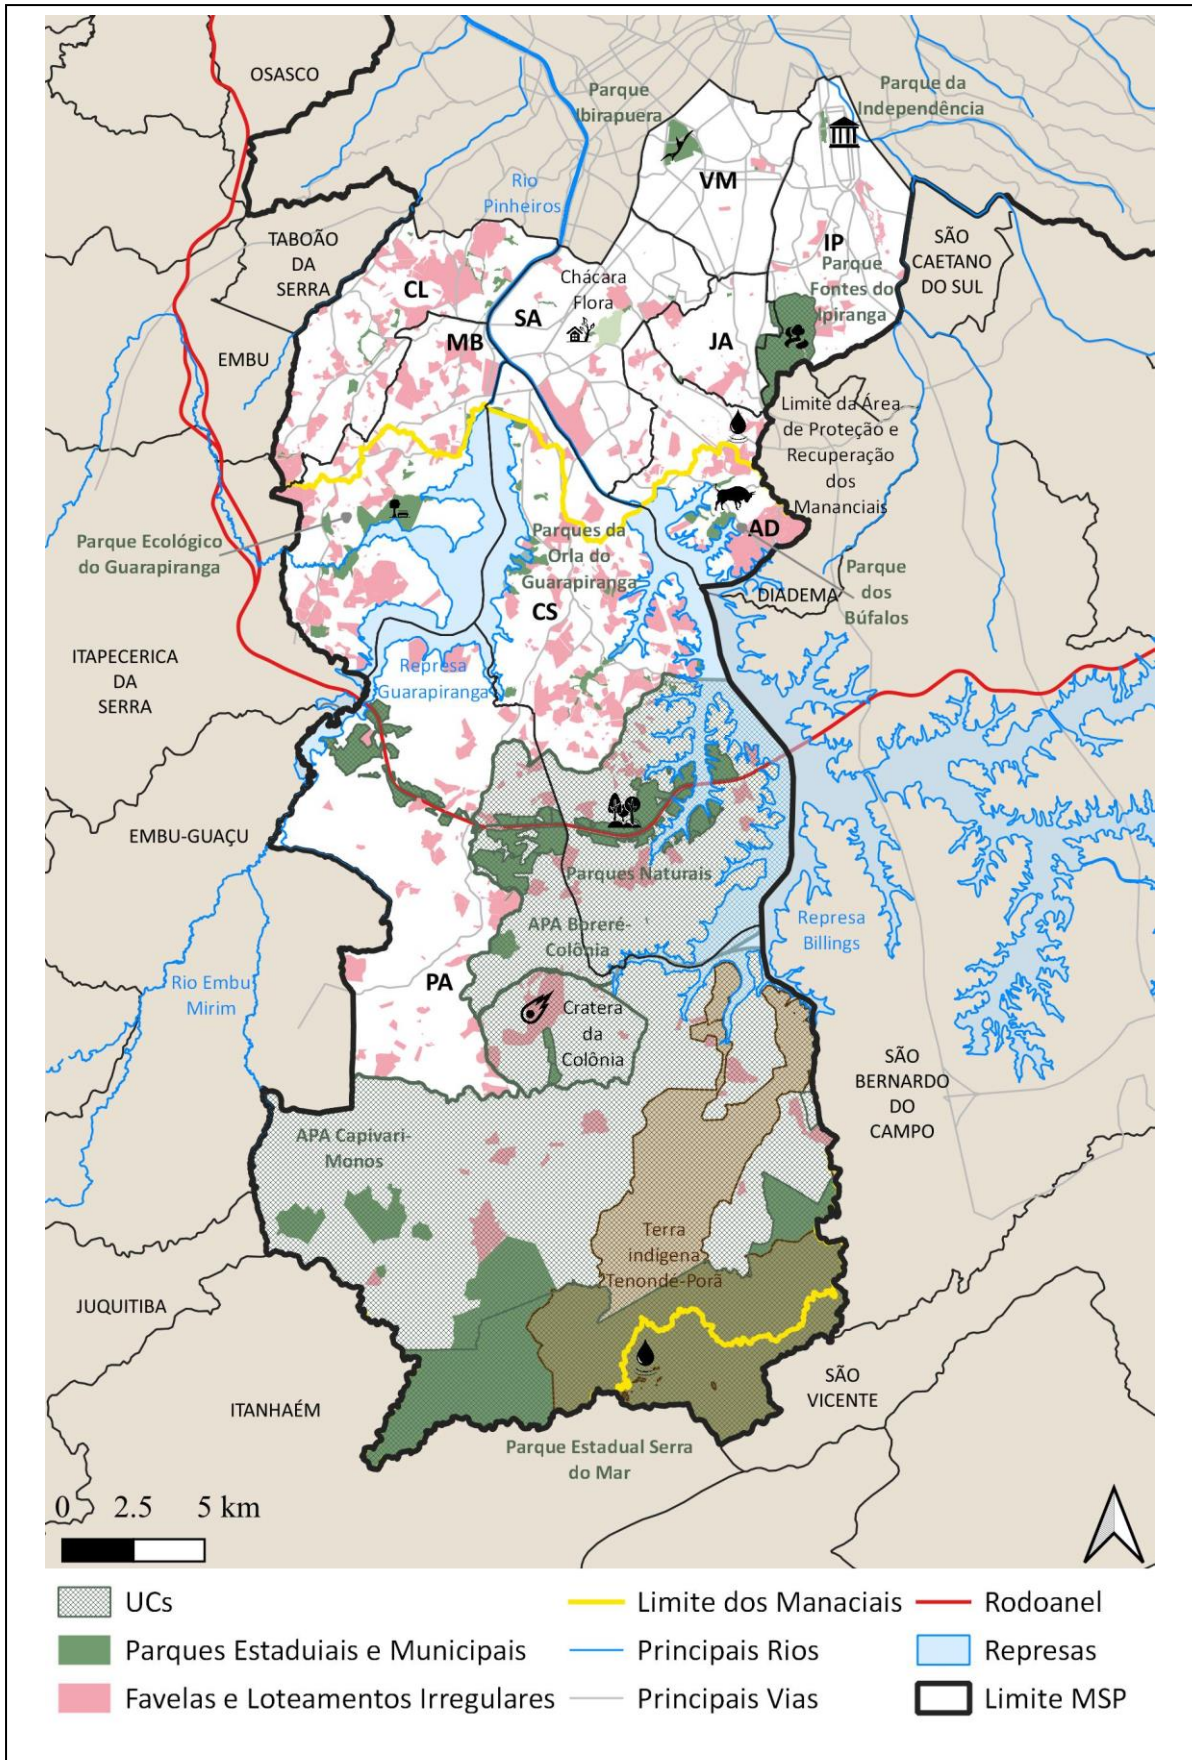 OSASCO
Parque
Ibirapuera
Parque da
Independência
VM
Rio
Pinheiros
TABOÃO
DA
SERRA
IP
SÃO
CAETANO
DO SUL
Parque
Fontes do
Ipiranga
Chácara
Flora
CL
SA
MB
JA
EMBU
Limite da Área
de Proteção e
Recuperação
dos
Mananciais
Parque Ecológico
do Guarapiranga
Parques da
Orla do
Guarapiranga
AD
DIADEMA
Parque
dos
Búfalos
CS
ITAPECERICA
DA
SERRA
Represa
Guarapiranga
EMBU-GUAÇU
Parques Naturais
APA Bororé-
Colônia
Represa
Billings
Rio Embu
Mirim
PA
Cratera
da
Colônia
SÃO
BERNARDO
DO
CAMPO
APA Capivari-
Monos
Terra
indígena
Tenondé-Porã
JUQUITIBA
ITANHAÉM
SÃO
VICENTE
Parque Estadual Serra
do Mar
0 2.5 5 km
UCs
Limite dos Manaciais
Rodoanel
Parques Estaduiais e Municipais
Principais Rios
Represas
Favelas e Loteamentos Irregulares
Principais Vias
Limite MSP